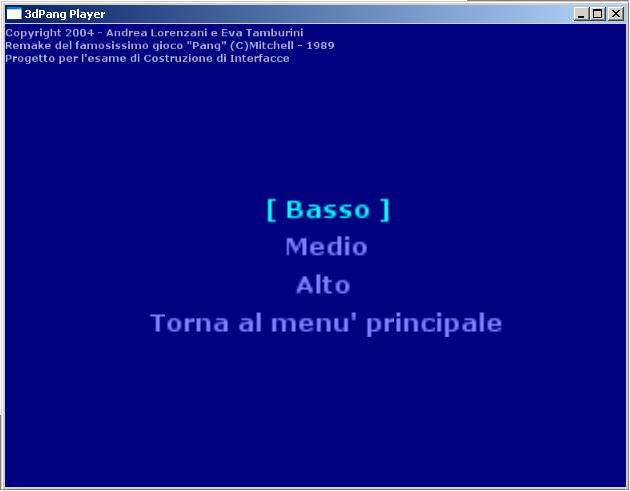 3dPang Player
Copyright 2004 - Andrea Lorenzani e Eva Tamburini
Remake del famosissimo gioco "Pang" (C)Mitchell - 1989
Progetto per l'esame di Costruzione di Interfacce
[ Basso ]
Medio
Alto
Torna al menu' principale